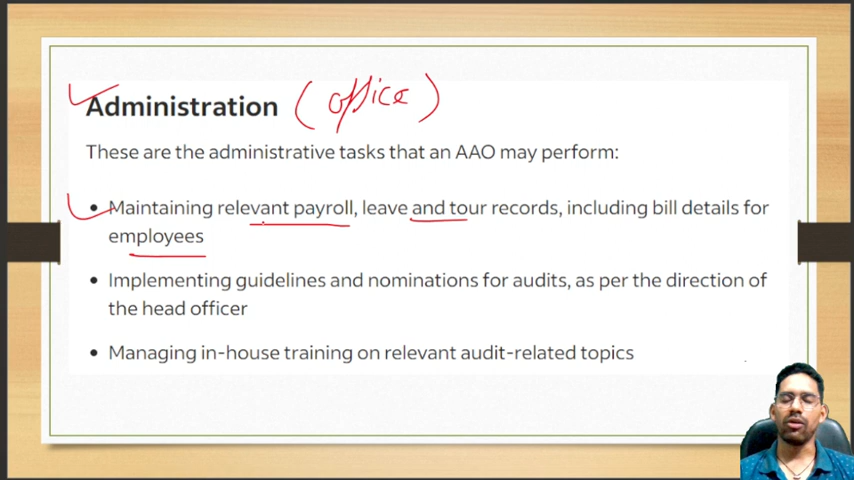 Administration (office)
These are the administrative tasks that an AAO may perform:
• Maintaining relevant payroll, leave and tour records, including bill details for
employees
• Implementing guidelines and nominations for audits, as per the direction of
the head officer
• Managing in-house training on relevant audit-related topics